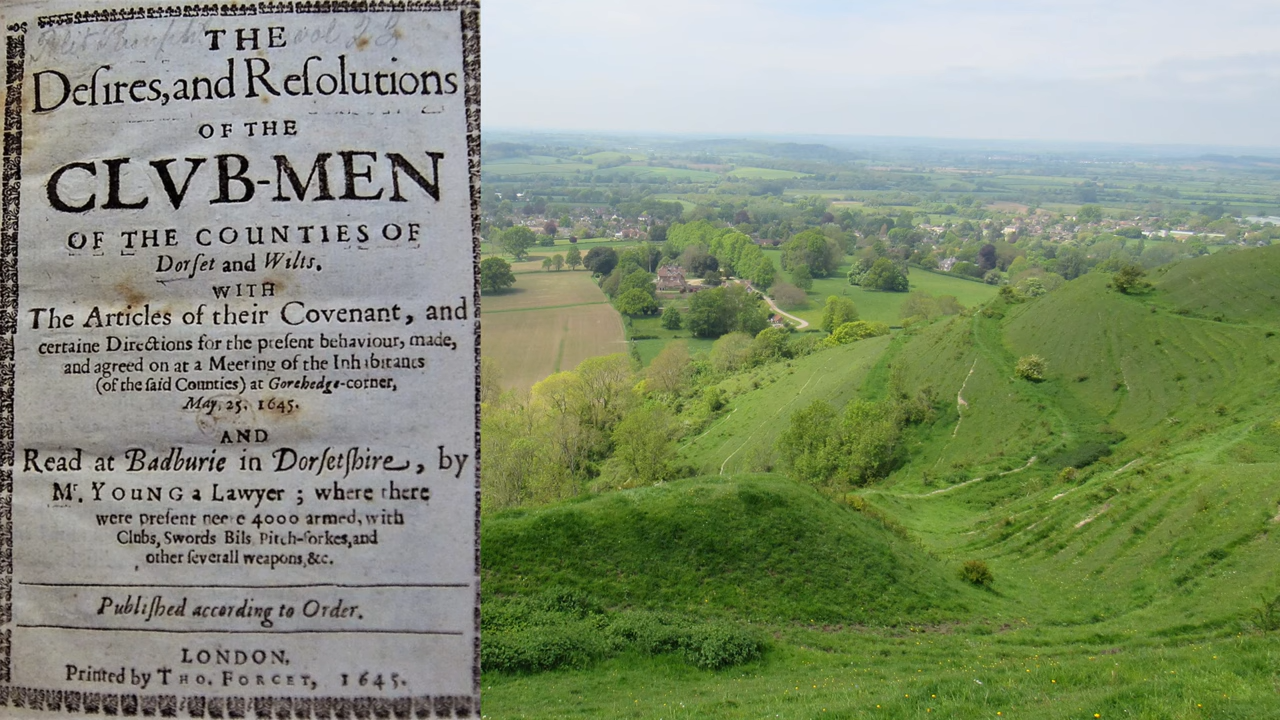 THE
Deſires, and Reſolutions
OF THE
CLVB-MEN
OF THE COUNTIES OF
Dorſet and Wilts.
WITH
The Articles of their Covenant, and
certaine Directions for the preſent behaviour, made,
and agreed on at a Meering of the Inhibitants
(of the ſaid Counties) at Gorehedge-corner,
May, 25. 1645.
AND
Read at Badburie in Dorſetſhire, by
Mr. YOUNG a Lawyer; where there
were preſent nee e 4000 armed, with
Clubs, Swords Bils, Pitch-forkes, and
other ſeverall weapons, &c.
Publiſhed according to Order.
LONDON,
Printed by THO. FORCET, 1645.